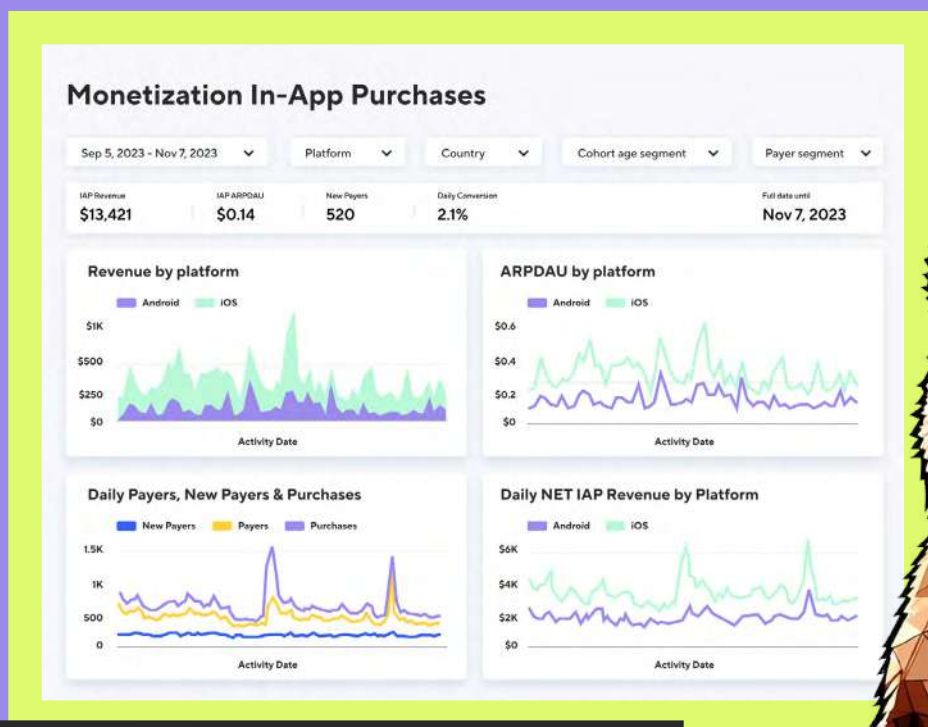 Monetization In-App Purchases
Sep 5, 2023 - Nov 7, 2023 Platform Country Cohort age segment Payer segment
IAP Revenue IAP ARPDAU New Payers Daily Conversion Full data until
$13,421 $0.14 520 2.1% Nov 7, 2023
Revenue by platform
Android iOS
$1K
$500
$250
$0
Activity Date
ARPDAU by platform
Android iOS
$0.6
$0.4
$0.2
$0
Activity Date
Daily Payers, New Payers & Purchases
New Payers Payers Purchases
1.5K
1K
500
0
Activity Date
Daily NET IAP Revenue by Platform
Android iOS
$6K
$4K
$2K
$0
Activity Date